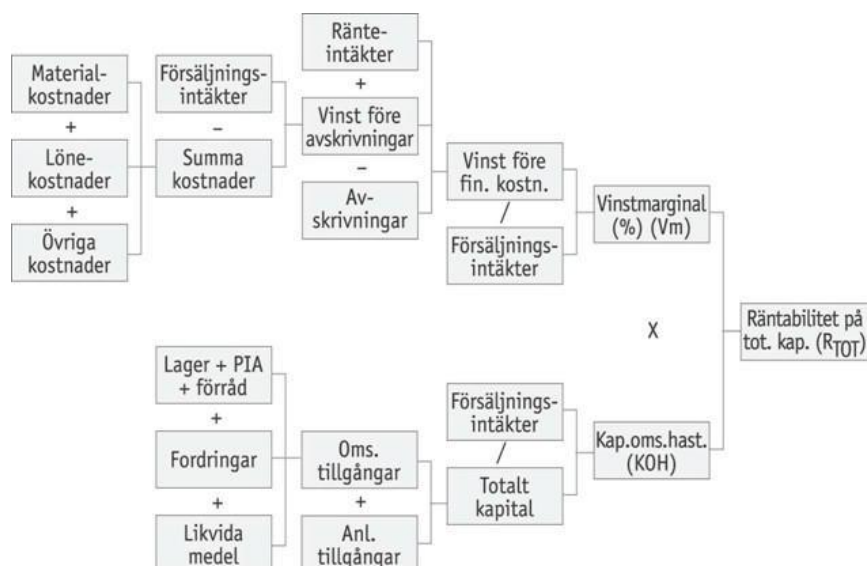 Material-
kostnader
+
Löne-
kostnader
+
Övriga
kostnader
Försäljnings-
intäkter
–
Summa
kostnader
Ränte-
intäkter
+
Vinst före
avskrivningar
–
Av-
skrivningar
Vinst före
fin. kostn.
/
Försäljnings-
intäkter
Vinstmarginal
(%) (Vm)
X
Räntabilitet på
tot. kap. (RTOT)
Lager + PIA
+ förråd
+
Fordringar
+
Likvida
medel
Oms.
tillgångar
+
Anl.
tillgångar
Försäljnings-
intäkter
/
Totalt
kapital
Kap.oms.hast.
(KOH)